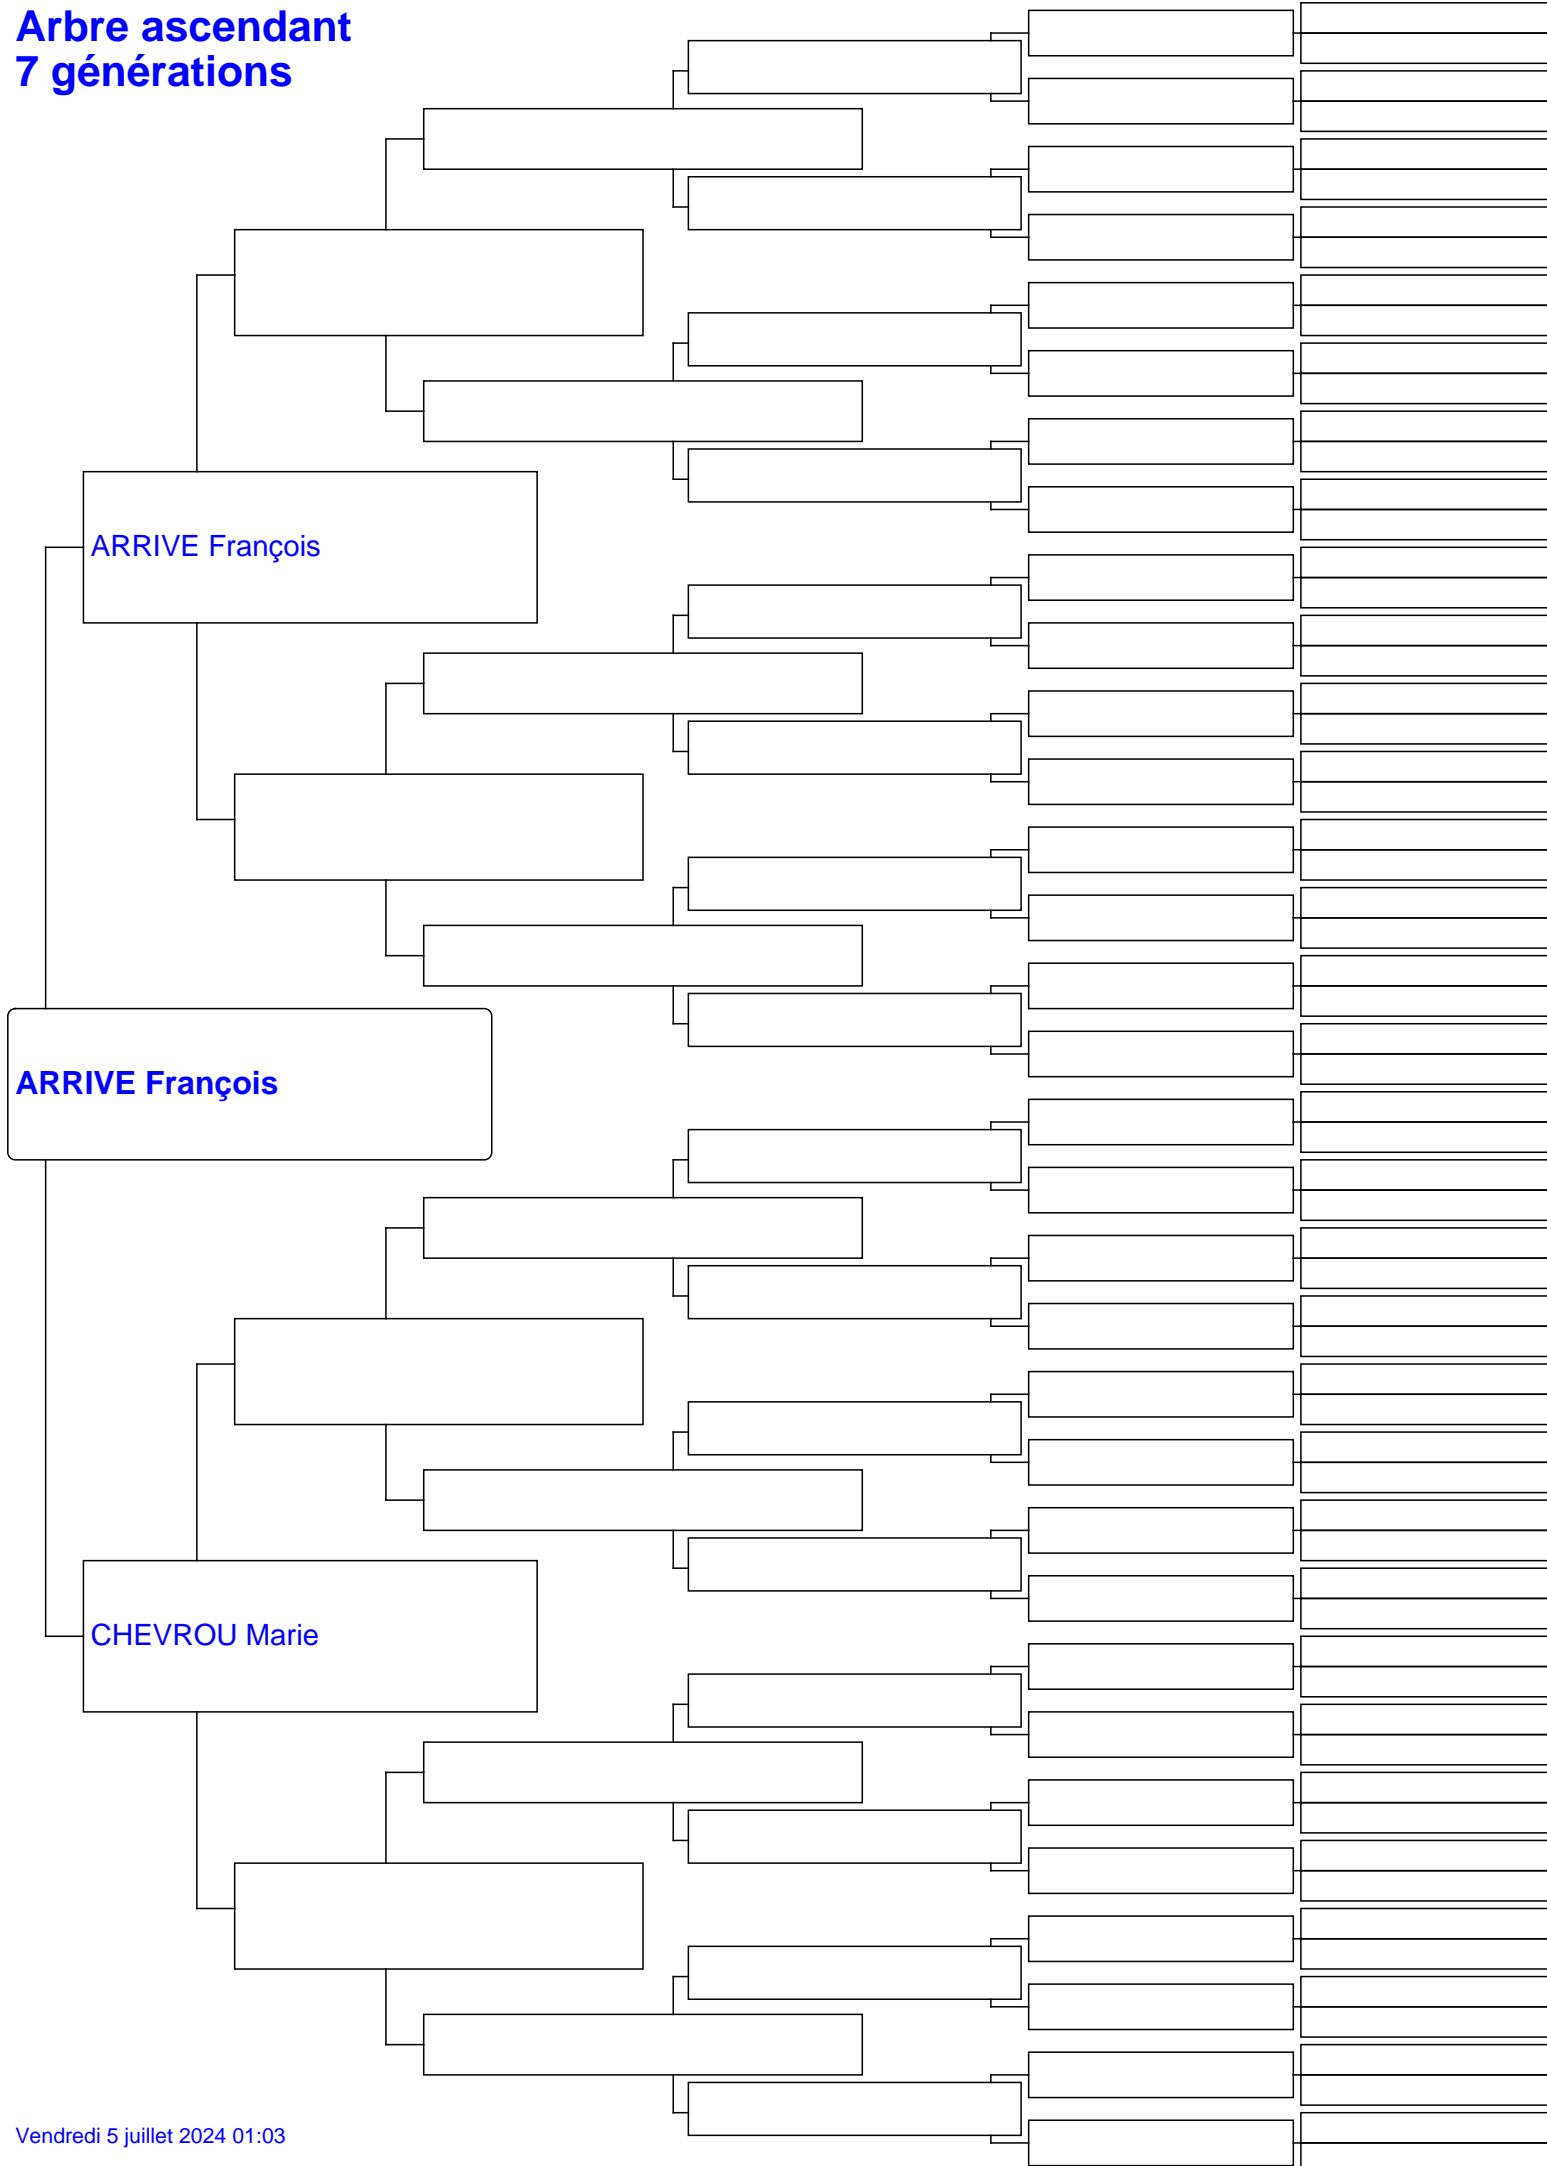 Arbre ascendant
7 générations
ARRIVE François
ARRIVE François
CHEVROU Marie
Vendredi 5 juillet 2024 01:03